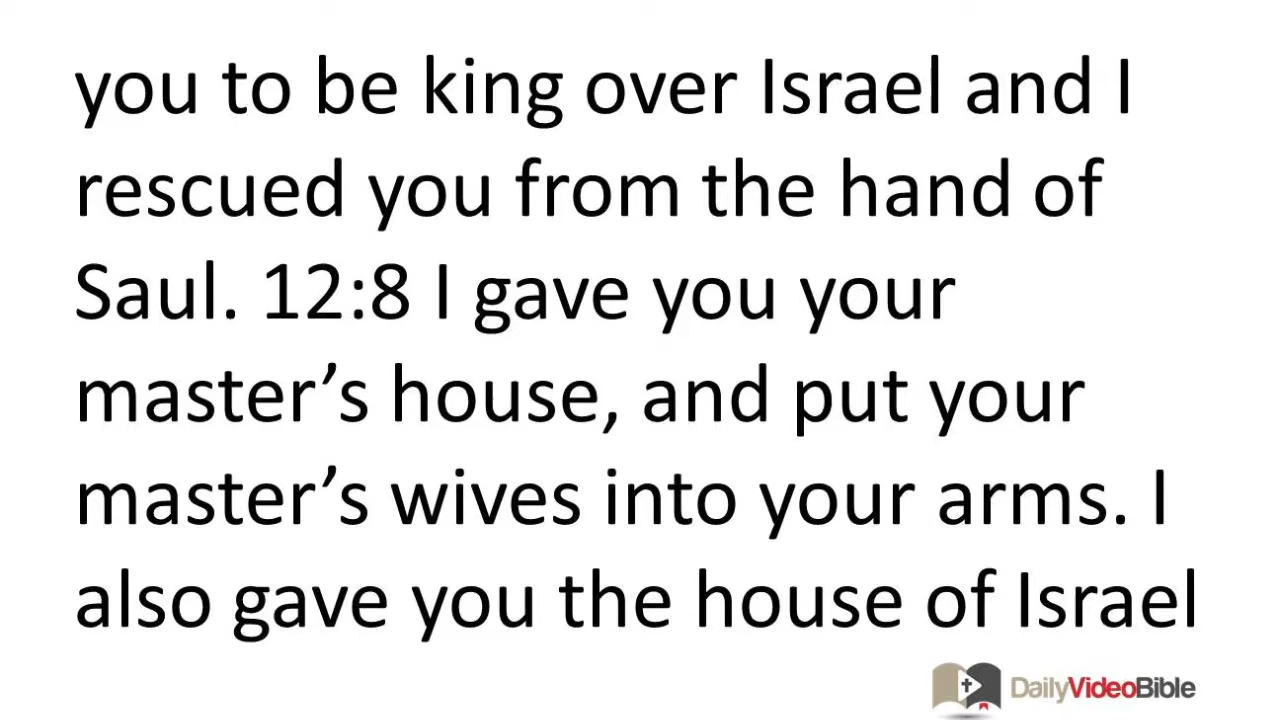 you to be king over Israel and I
rescued you from the hand of
Saul. 12:8 I gave you your
master’s house, and put your
master’s wives into your arms. I
also gave you the house of Israel
DailyVideoBible